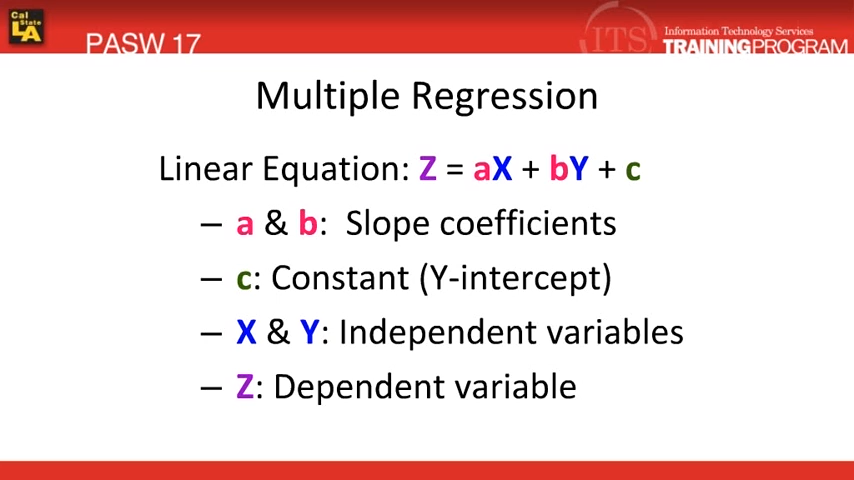 Cal State LA
PASW 17
ITS
Information Technology Services
TRAININGPROGRAM
Multiple Regression
Linear Equation: Z = aX + bY + c
– a & b: Slope coefficients
– c: Constant (Y-intercept)
– X & Y: Independent variables
– Z: Dependent variable